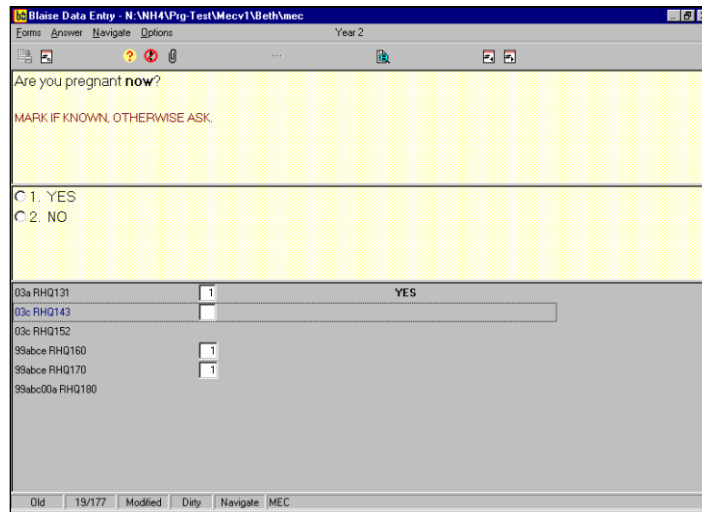 Blaise Data Entry - N:\NH4\Prg-Test\Mecv1\Beth\mec
Forms Answer Navigate Options Year 2
...
Are you pregnant now?
MARK IF KNOWN, OTHERWISE ASK.
1. YES
2. NO
03a RHQ131 1 YES
03c RHQ143
03c RHQ152
99abce RHQ160 1
99abce RHQ170 1
99abc00a RHQ180
Old 19/177 Modified Dirty Navigate MEC